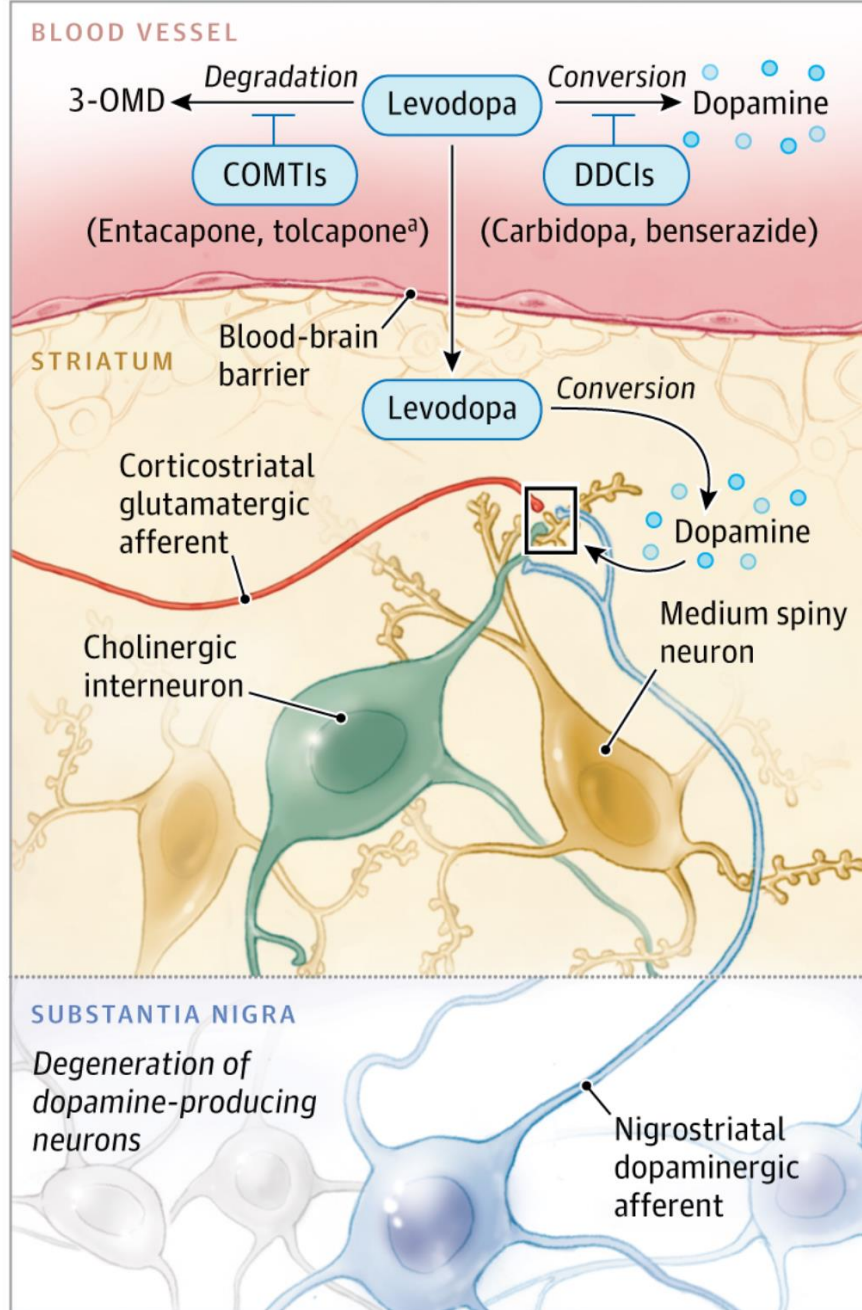 BLOOD VESSEL
Degradation
Conversion
3-OMD
Levodopa
Dopamine
COMTIs
DDCIs
(Entacapone, tolcaponeᵃ)
(Carbidopa, benserazide)
Blood-brain
barrier
STRIATUM
Levodopa
Conversion
Corticostriatal
glutamatergic
afferent
Dopamine
Medium spiny
neuron
Cholinergic
interneuron
SUBSTANTIA NIGRA
Degeneration of
dopamine-producing
neurons
Nigrostriatal
dopaminergic
afferent